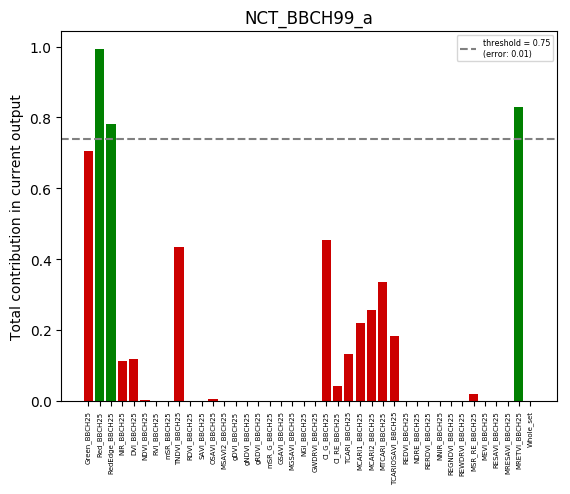 NCT_BBCH99_a
threshold = 0.75
(error: 0.01)
Total contribution in current output
1.0
0.8
0.6
0.4
0.2
0.0
Green_BBCH25
Red_BBCH25
RedEdge_BBCH25
NIR_BBCH25
DVI_BBCH25
NDVI_BBCH25
RVI_BBCH25
mSR_BBCH25
TNDVI_BBCH25
RDVI_BBCH25
SAVI_BBCH25
OSAVI_BBCH25
MSAVI2_BBCH25
gDVI_BBCH25
gNDVI_BBCH25
gRDVI_BBCH25
mSR_G_BBCH25
GSAVI_BBCH25
MGSAVI_BBCH25
NGI_BBCH25
GWDRVI_BBCH25
CI_G_BBCH25
CI_RE_BBCH25
TCARI_BBCH25
MCARI1_BBCH25
MCARI2_BBCH25
MTCARI_BBCH25
TCARIOSAVI_BBCH25
REDVI_BBCH25
NDRE_BBCH25
RERDVI_BBCH25
NNIR_BBCH25
REGNDVI_BBCH25
REWDRVI_BBCH25
MSR_RE_BBCH25
MEVI_BBCH25
RESAVI_BBCH25
MRESAVI_BBCH25
MRETVI_BBCH25
Whole_set